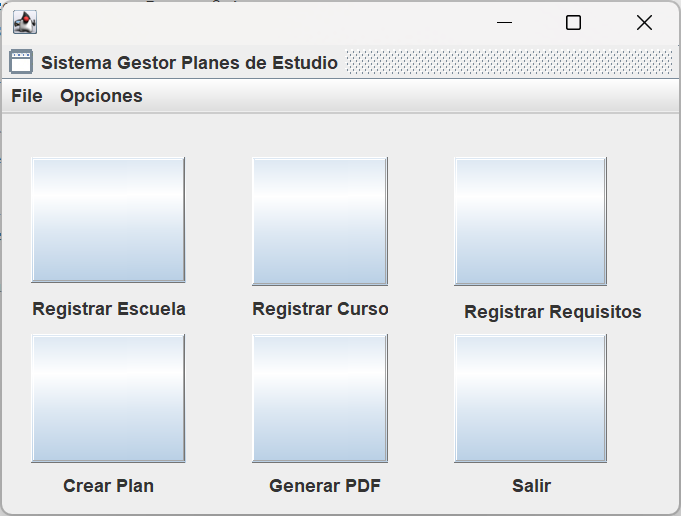 Sistema Gestor Planes de Estudio
File Opciones
Registrar Escuela Registrar Curso Registrar Requisitos
Crear Plan Generar PDF Salir